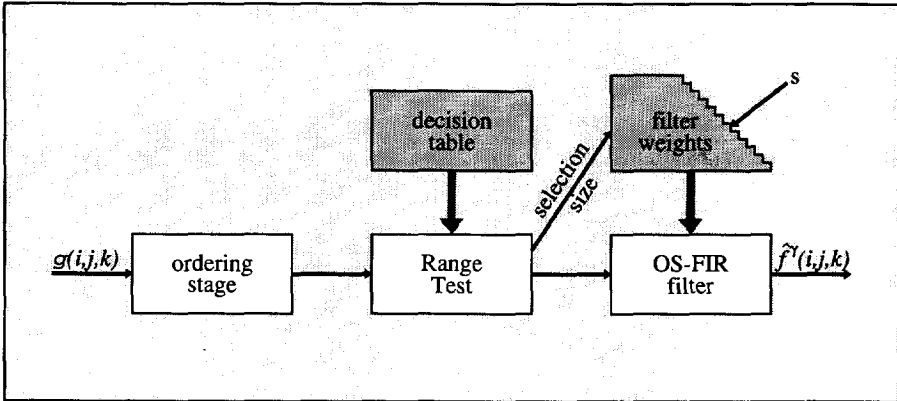 s
decision
table
filter
weights
selection
size
g(i,j,k)
ordering
stage
Range
Test
OS-FIR
filter
f̃^γ(i,j,k)